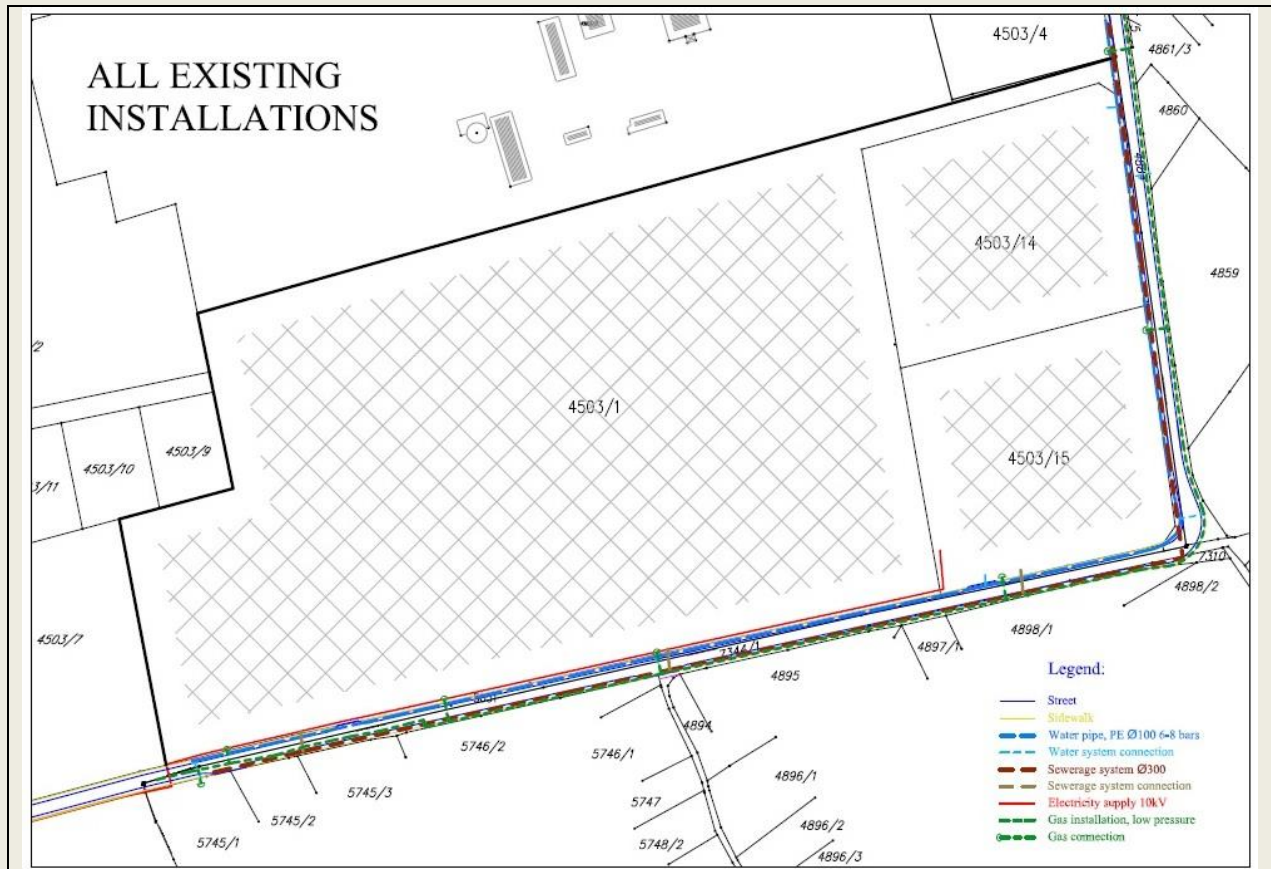 ALL EXISTING
INSTALLATIONS
4503/4
4861/3
4860
4859
4503/14
4503/1
4503/15
4503/9
4503/10
4503/7
7310
4898/2
4898/1
4897/1
4895
4894
5746/2
5746/1
4896/1
5745/3
5747
5745/2
4896/2
5745/1
5748/2
4896/3
Legend:
Street
Sidewalk
Water pipe, PE Ø100 6-8 bars
Water system connection
Sewerage system Ø300
Sewerage system connection
Electricity supply 10kV
Gas installation, low pressure
Gas connection